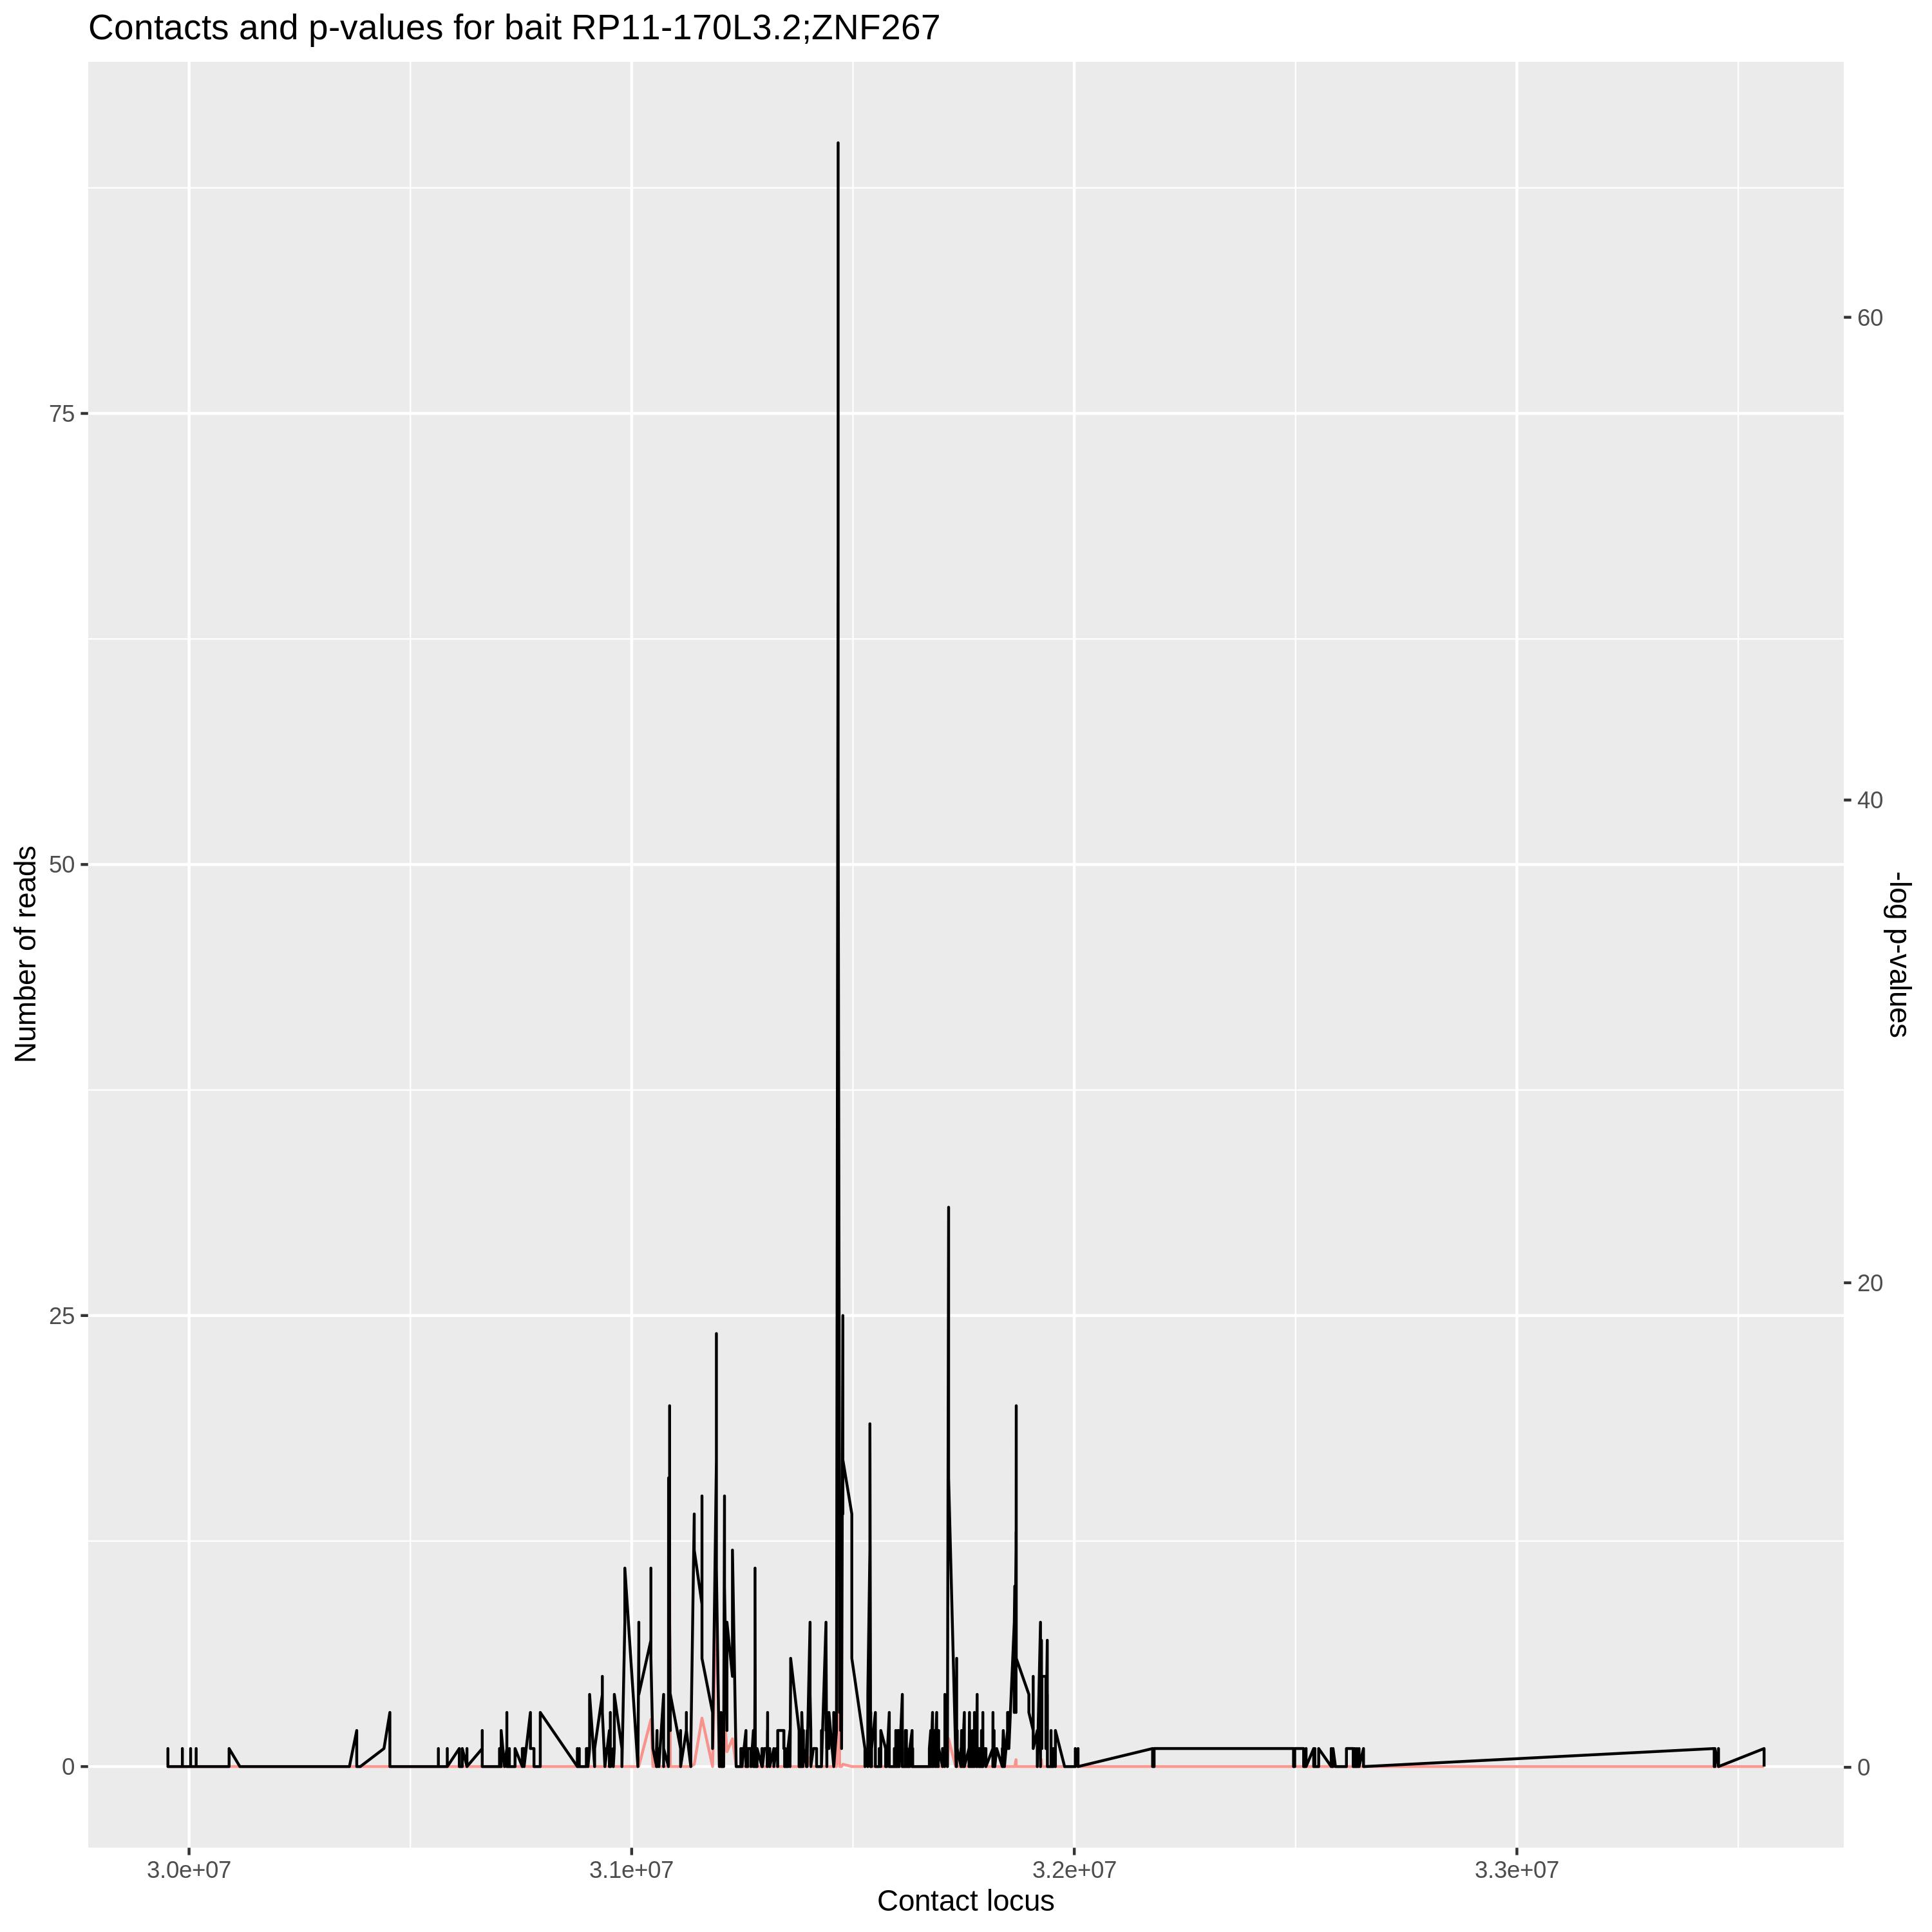 Contacts and p-values for bait RP11-170L3.2;ZNF267
Number of reads
75
50
25
0
60
40
20
0
-log p-values
3.0e+07
3.1e+07
3.2e+07
3.3e+07
Contact locus